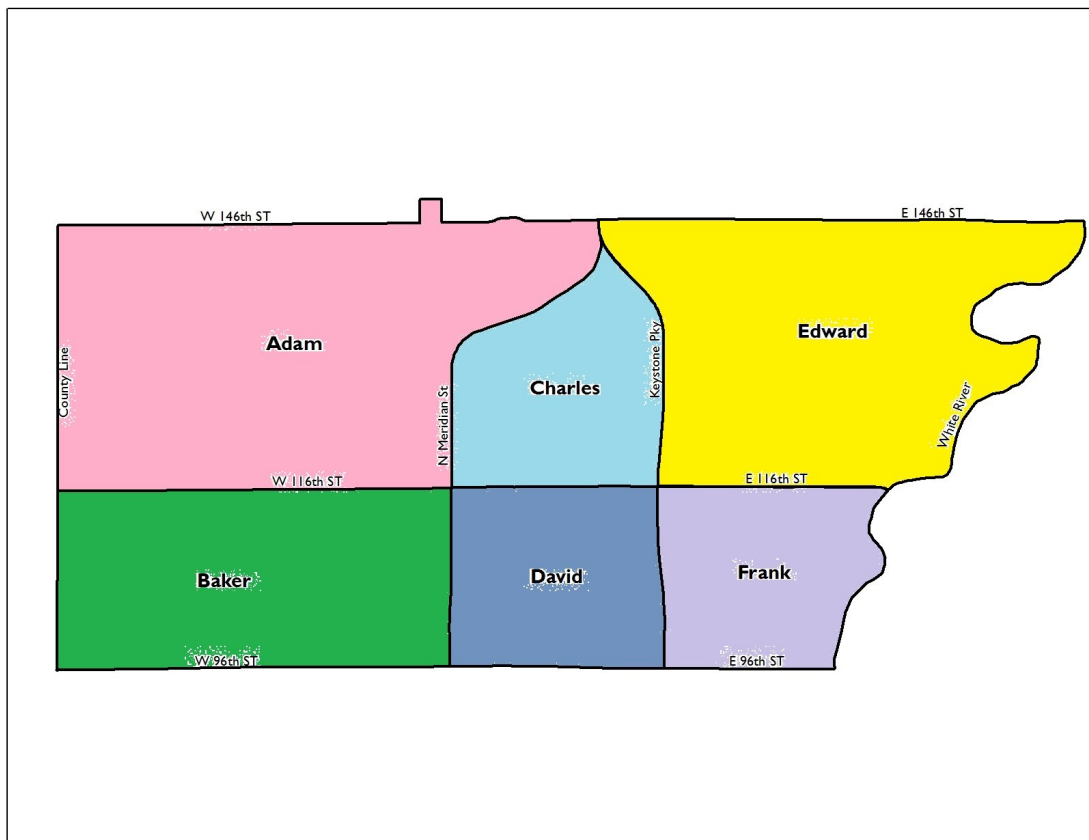 W 146th ST
E 146th ST
Adam
Edward
Charles
County Line
N Meridian St
Keystone Pky
White River
W 116th ST
E 116th ST
Baker
David
Frank
W 96th ST
E 96th ST